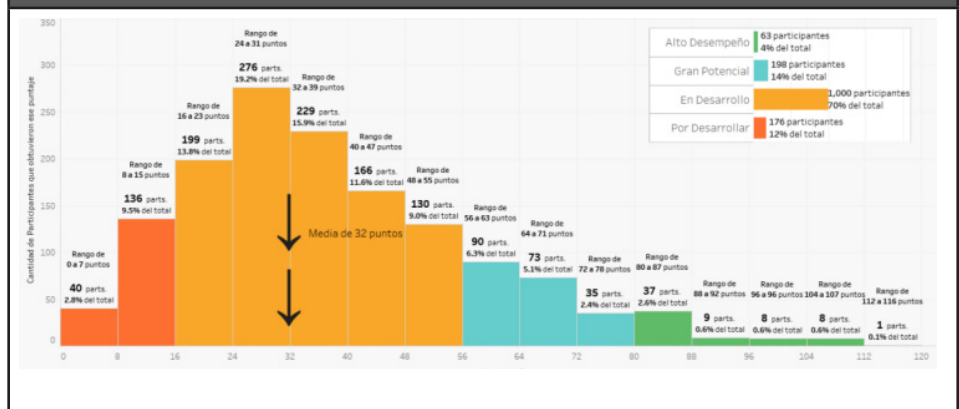 350
300
250
200
150
100
50
0
Cantidad de Participantes que obtuvieron ese puntaje
Rango de
0 a 7 puntos
40 parts.
2.8% del total
Rango de
8 a 15 puntos
136 parts.
9.5% del total
Rango de
16 a 23 puntos
199 parts.
13.8% del total
Rango de
24 a 31 puntos
276 parts.
19.2% del total
Rango de
32 a 39 puntos
229 parts.
15.9% del total
Rango de
40 a 47 puntos
166 parts.
11.6% del total
Rango de
48 a 55 puntos
130 parts.
9.0% del total
Rango de
56 a 63 puntos
90 parts.
6.3% del total
Rango de
64 a 71 puntos
73 parts.
5.1% del total
Rango de
72 a 78 puntos
35 parts.
2.4% del total
Rango de
80 a 87 puntos
37 parts.
2.6% del total
Rango de
88 a 92 puntos
9 parts.
0.6% del total
Rango de
96 a 96 puntos
8 parts.
0.6% del total
Rango de
104 a 107 puntos
8 parts.
0.6% del total
Rango de
112 a 116 puntos
1 parts.
0.1% del total
Media de 32 puntos
0 8 16 24 32 40 48 56 64 72 80 88 96 104 112 120
Alto Desempeño
63 participantes
4% del total
Gran Potencial
198 participantes
14% del total
En Desarrollo
1,000 participantes
70% del total
Por Desarrollar
176 participantes
12% del total